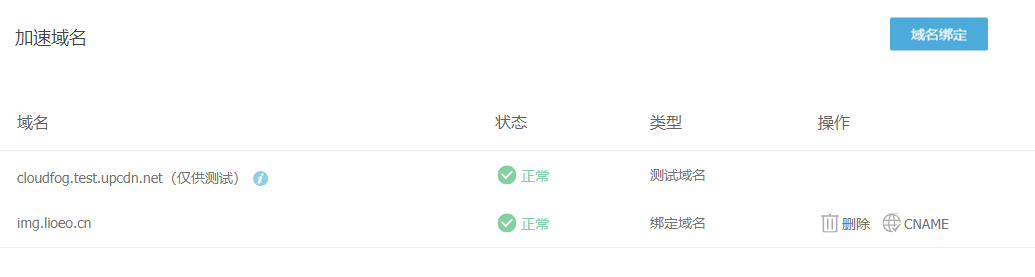 加速域名
域名绑定
域名 状态 类型 操作
cloudfog.test.upcdn.net（仅供测试） 正常 测试域名
img.lioeo.cn 正常 绑定域名 删除 CNAME